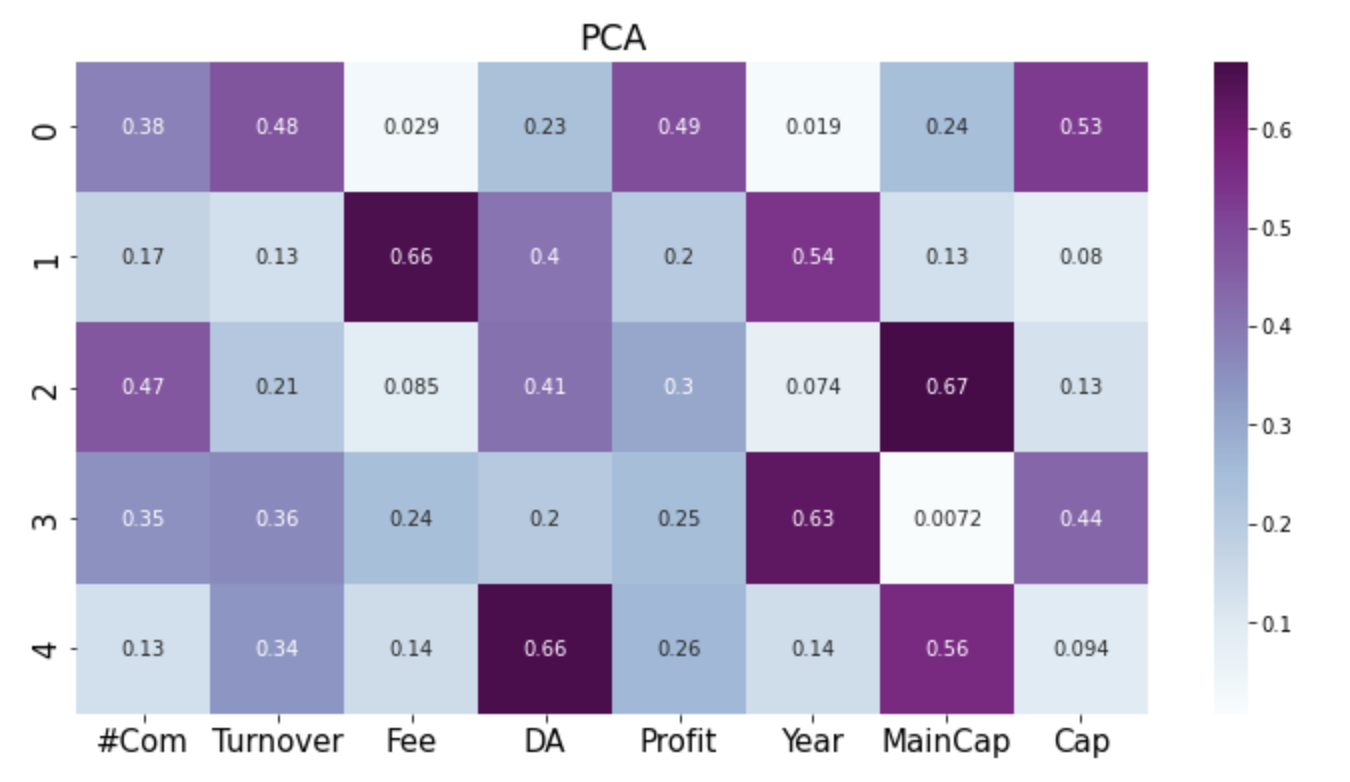 PCA
0 0.38 0.48 0.029 0.23 0.49 0.019 0.24 0.53
1 0.17 0.13 0.66 0.4 0.2 0.54 0.13 0.08
2 0.47 0.21 0.085 0.41 0.3 0.074 0.67 0.13
3 0.35 0.36 0.24 0.2 0.25 0.63 0.0072 0.44
4 0.13 0.34 0.14 0.66 0.26 0.14 0.56 0.094
#Com Turnover Fee DA Profit Year MainCap Cap
0.6
0.5
0.4
0.3
0.2
0.1